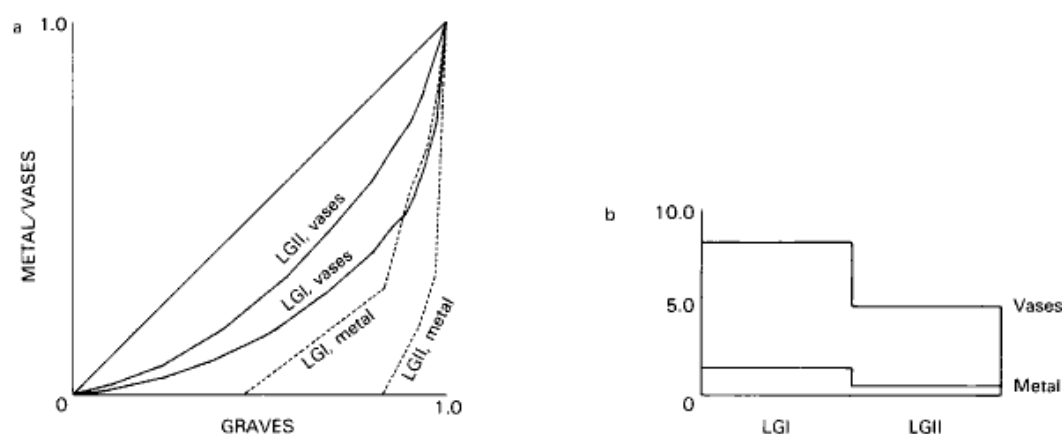 a
1.0
METAL/VASES
LGII, vases
LGI, vases
LGI, metal
LGII, metal
0
1.0
GRAVES
b
10.0
5.0
Vases
0
Metal
LGI
LGII